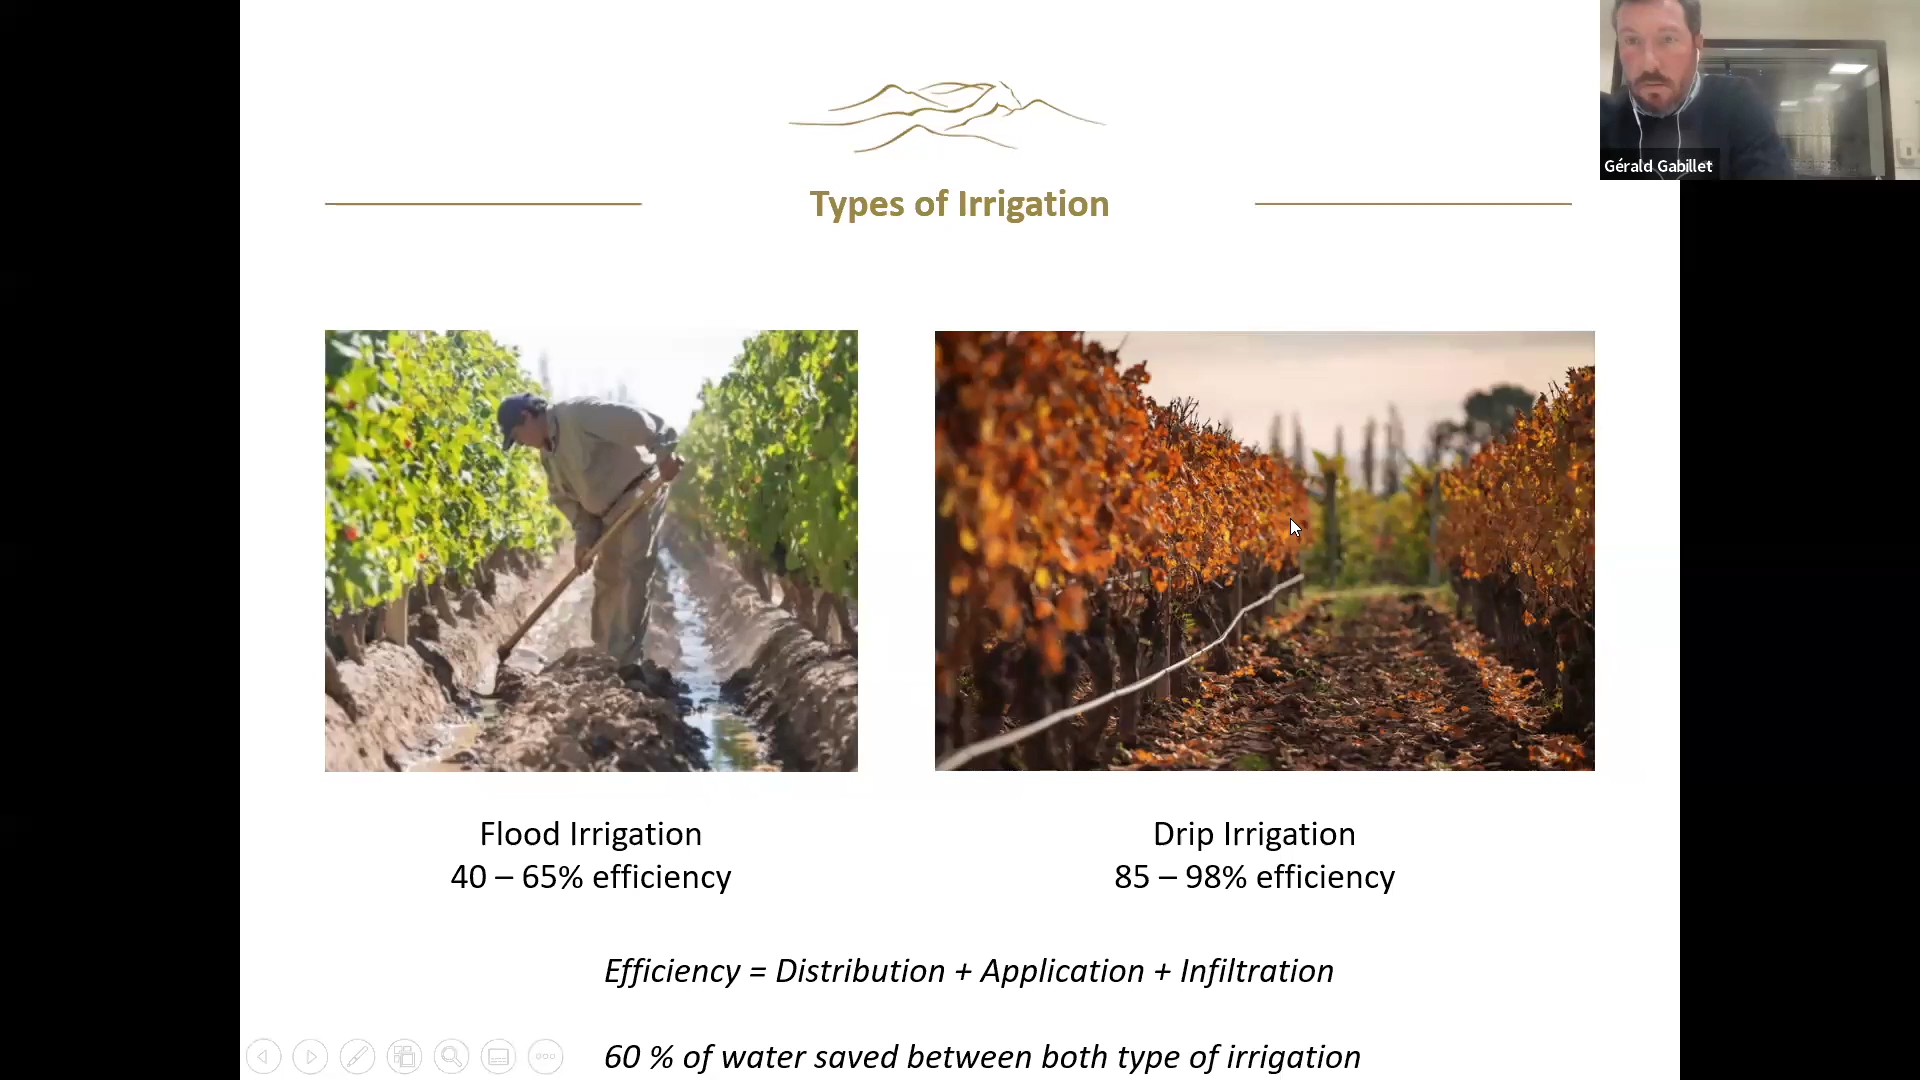 Gérald Gabillet
Types of Irrigation
Flood Irrigation
40 – 65% efficiency
Drip Irrigation
85 – 98% efficiency
Efficiency = Distribution + Application + Infiltration
60 % of water saved between both type of irrigation